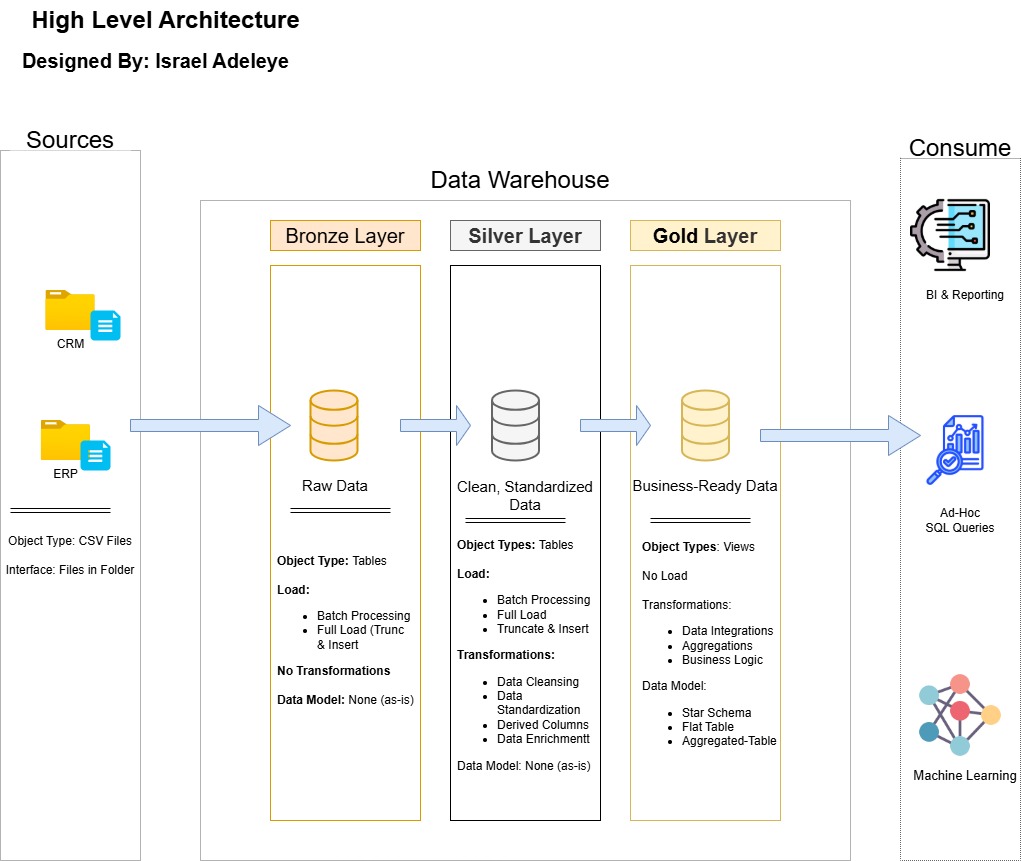 High Level Architecture
Designed By: Israel Adeleye
Sources
CRM
ERP
Object Type: CSV Files
Interface: Files in Folder
Data Warehouse
Bronze Layer
Raw Data
Object Type: Tables
Load:
Batch Processing
Full Load (Trunc
& Insert
No Transformations
Data Model: None (as-is)
Silver Layer
Clean, Standardized
Data
Object Types: Tables
Load:
Batch Processing
Full Load
Truncate & Insert
Transformations:
Data Cleansing
Data
Standardization
Derived Columns
Data Enrichmentt
Data Model: None (as-is)
Gold Layer
Business-Ready Data
Object Types: Views
No Load
Transformations:
Data Integrations
Aggregations
Business Logic
Data Model:
Star Schema
Flat Table
Aggregated-Table
Consume
BI & Reporting
Ad-Hoc
SQL Queries
Machine Learning